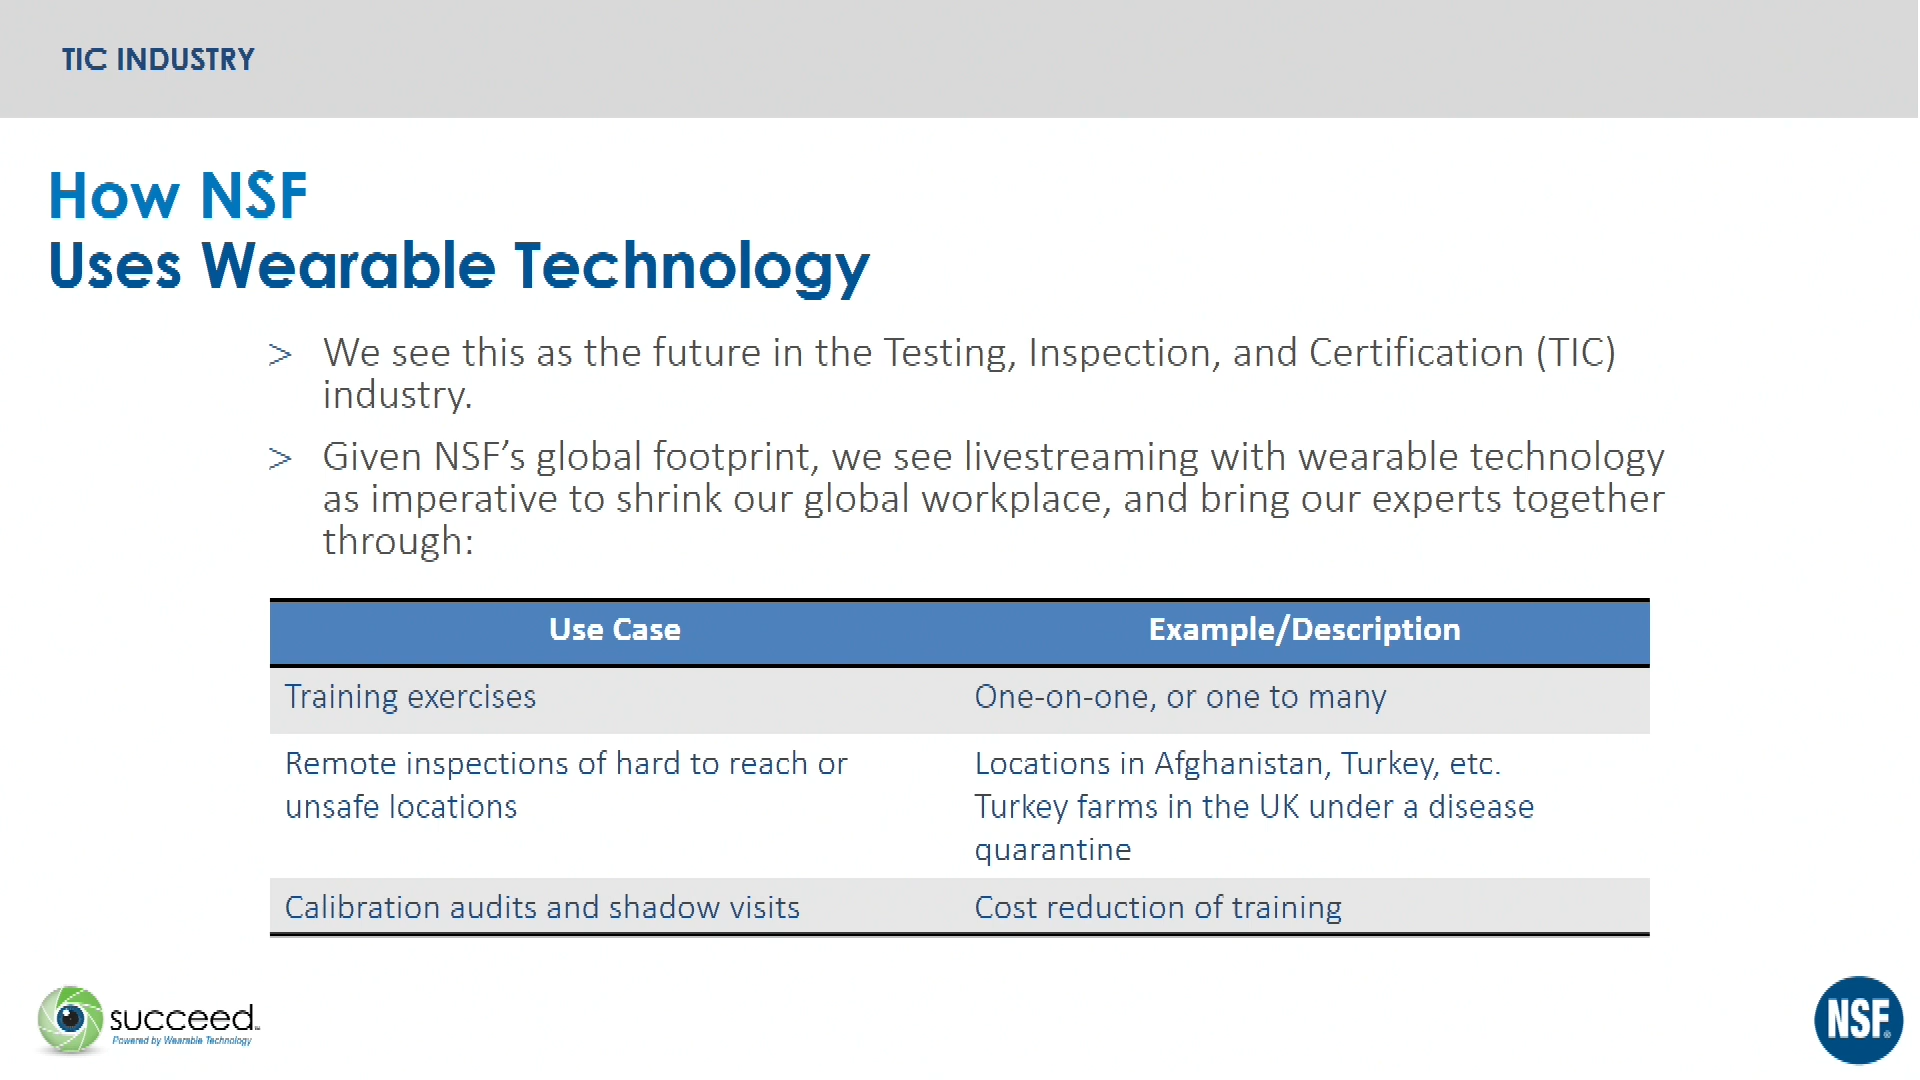 TIC INDUSTRY
How NSF
Uses Wearable Technology
> We see this as the future in the Testing, Inspection, and Certification (TIC)
industry.
> Given NSF’s global footprint, we see livestreaming with wearable technology
as imperative to shrink our global workplace, and bring our experts together
through:
Use Case Example/Description
Training exercises One-on-one, or one to many
Remote inspections of hard to reach or Locations in Afghanistan, Turkey, etc.
unsafe locations Turkey farms in the UK under a disease
quarantine
Calibration audits and shadow visits Cost reduction of training
succeed
Powered by Wearable Technology
NSF®